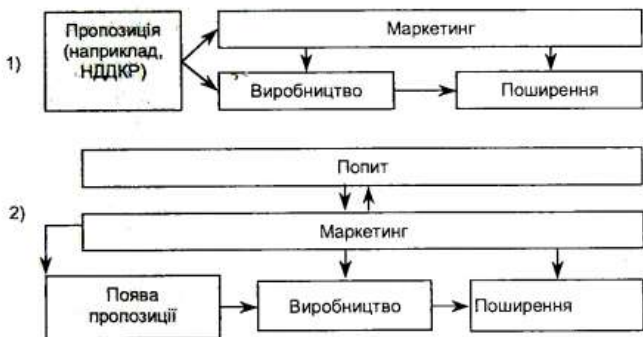 1)
Пропозиція
(наприклад,
НДДКР)
Маркетинг
Виробництво
Поширення
2)
Попит
Маркетинг
Поява
пропозиції
Виробництво
Поширення